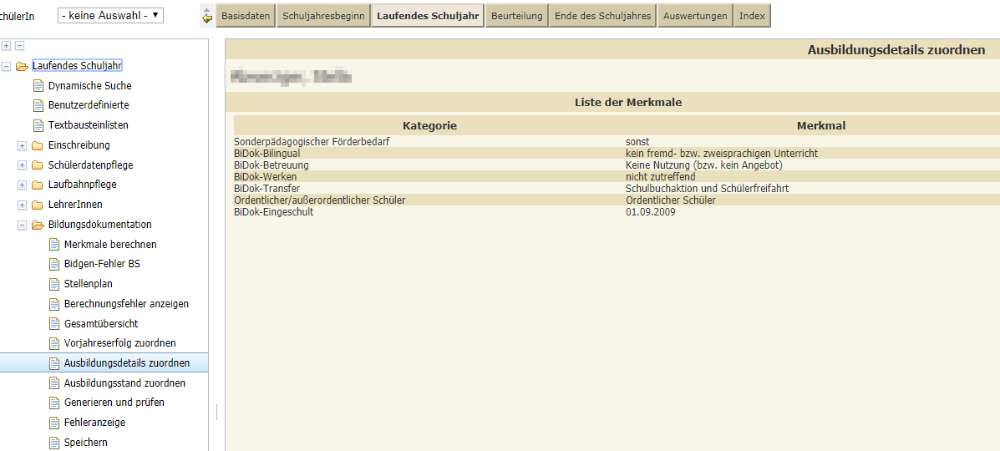 chülerIn - keine Auswahl -
Basisdaten Schuljahresbeginn Laufendes Schuljahr Beurteilung Ende des Schuljahres Auswertungen Index
Laufendes Schuljahr
Dynamische Suche
Benutzerdefinierte
Textbausteinlisten
Einschreibung
Schülerdatenpflege
Laufbahnpflege
LehrerInnen
Bildungsdokumentation
Merkmale berechnen
Bidgen-Fehler BS
Stellenplan
Berechnungsfehler anzeigen
Gesamtübersicht
Vorjahreserfolg zuordnen
Ausbildungsdetails zuordnen
Ausbildungsstand zuordnen
Generieren und prüfen
Fehleranzeige
Speichern
Ausbildungsdetails zuordnen
Liste der Merkmale
Kategorie Merkmal
Sonderpädagogischer Förderbedarf sonst
BiDok-Bilingual kein fremd- bzw. zweisprachigen Unterricht
BiDok-Betreuung Keine Nutzung (bzw. kein Angebot)
BiDok-Werken nicht zutreffend
BiDok-Transfer Schulbuchaktion und Schülerfreifahrt
Ordentlicher/außerordentlicher Schüler Ordentlicher Schüler
BiDok-Eingeschult 01.09.2009